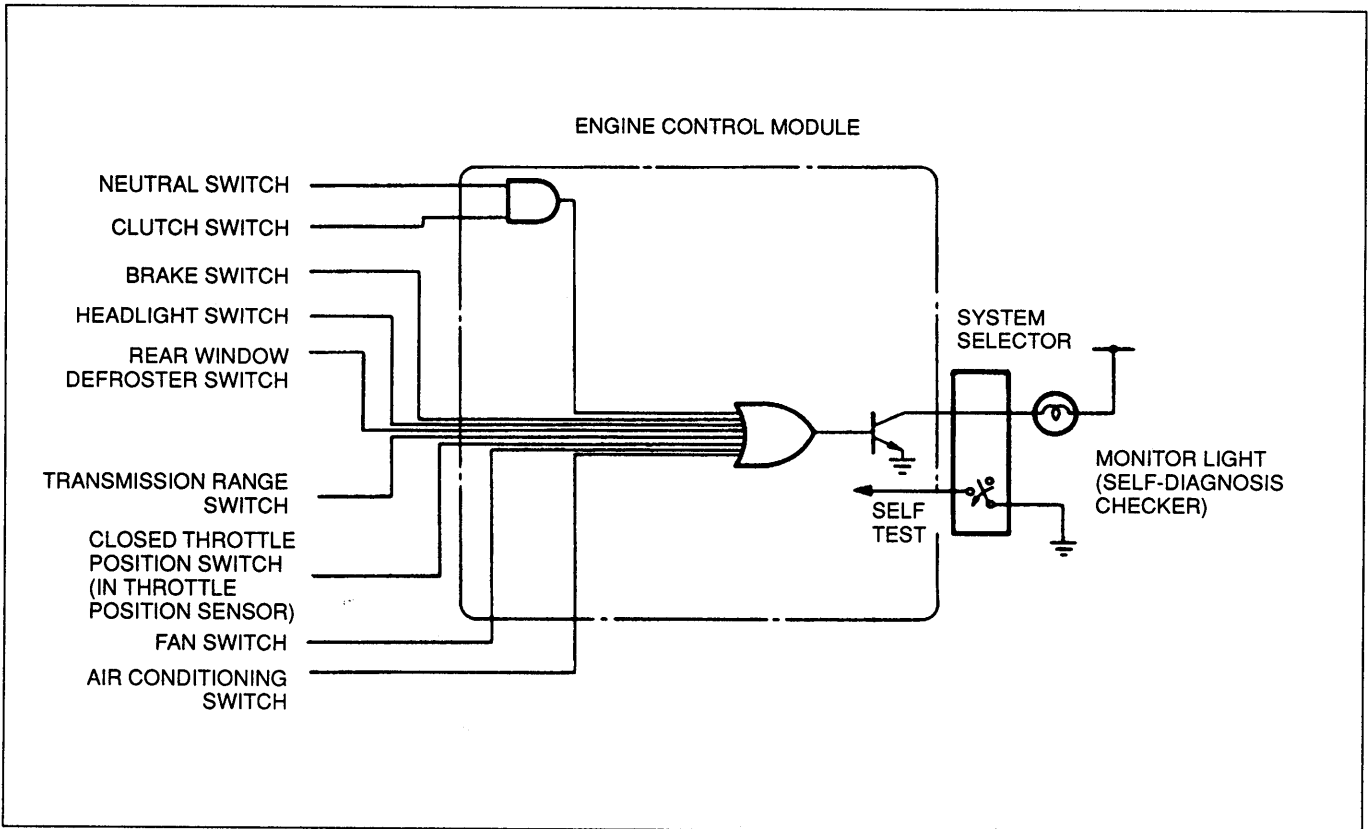 ENGINE CONTROL MODULE
NEUTRAL SWITCH
CLUTCH SWITCH
BRAKE SWITCH
HEADLIGHT SWITCH
REAR WINDOW
DEFROSTER SWITCH
TRANSMISSION RANGE
SWITCH
CLOSED THROTTLE
POSITION SWITCH
(IN THROTTLE
POSITION SENSOR)
FAN SWITCH
AIR CONDITIONING
SWITCH
SYSTEM
SELECTOR
MONITOR LIGHT
(SELF-DIAGNOSIS
CHECKER)
SELF
TEST